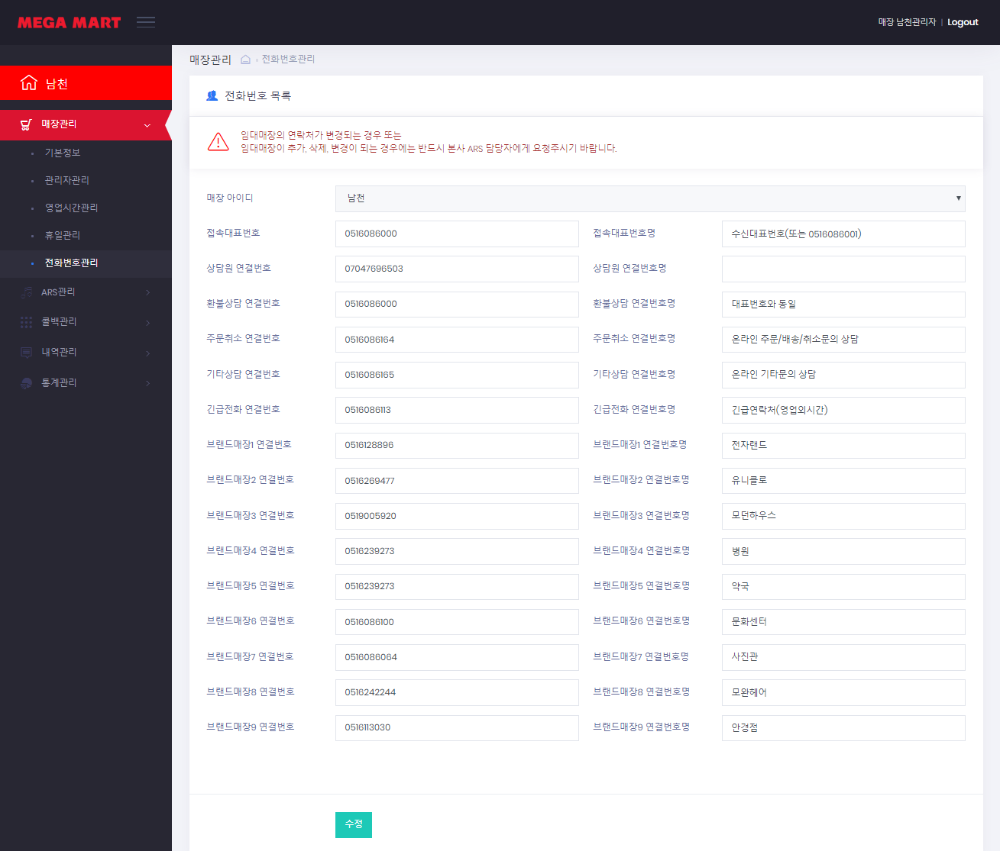 MEGA MART
매장 남천관리자 | Logout
남천
매장관리
기본정보
관리자관리
영업시간관리
휴일관리
전화번호관리
ARS관리
콜백관리
내역관리
통계관리
매장관리 » 전화번호관리
전화번호 목록
임대매장의 연락처가 변경되는 경우 또는
임대매장이 추가, 삭제, 변경이 되는 경우에는 반드시 본사 ARS 담당자에게 요청주시기 바랍니다.
매장 아이디 남천
접속대표번호 0516086000 접속대표번호명 수신대표번호(또는 0516086001)
상담원 연결번호 07047696503 상담원 연결번호명
환불상담 연결번호 0516086000 환불상담 연결번호명 대표번호와 동일
주문취소 연결번호 0516086164 주문취소 연결번호명 온라인 주문/배송/취소문의 상담
기타상담 연결번호 0516086165 기타상담 연결번호명 온라인 기타문의 상담
긴급전화 연결번호 0516086113 긴급전화 연결번호명 긴급연락처(영업외시간)
브랜드매장1 연결번호 0516128896 브랜드매장1 연결번호명 전자랜드
브랜드매장2 연결번호 0516269477 브랜드매장2 연결번호명 유니클로
브랜드매장3 연결번호 0519005920 브랜드매장3 연결번호명 모던하우스
브랜드매장4 연결번호 0516239273 브랜드매장4 연결번호명 병원
브랜드매장5 연결번호 0516239273 브랜드매장5 연결번호명 약국
브랜드매장6 연결번호 0516086100 브랜드매장6 연결번호명 문화센터
브랜드매장7 연결번호 0516086064 브랜드매장7 연결번호명 사진관
브랜드매장8 연결번호 0516242244 브랜드매장8 연결번호명 모완헤어
브랜드매장9 연결번호 0516113030 브랜드매장9 연결번호명 안경점
수정